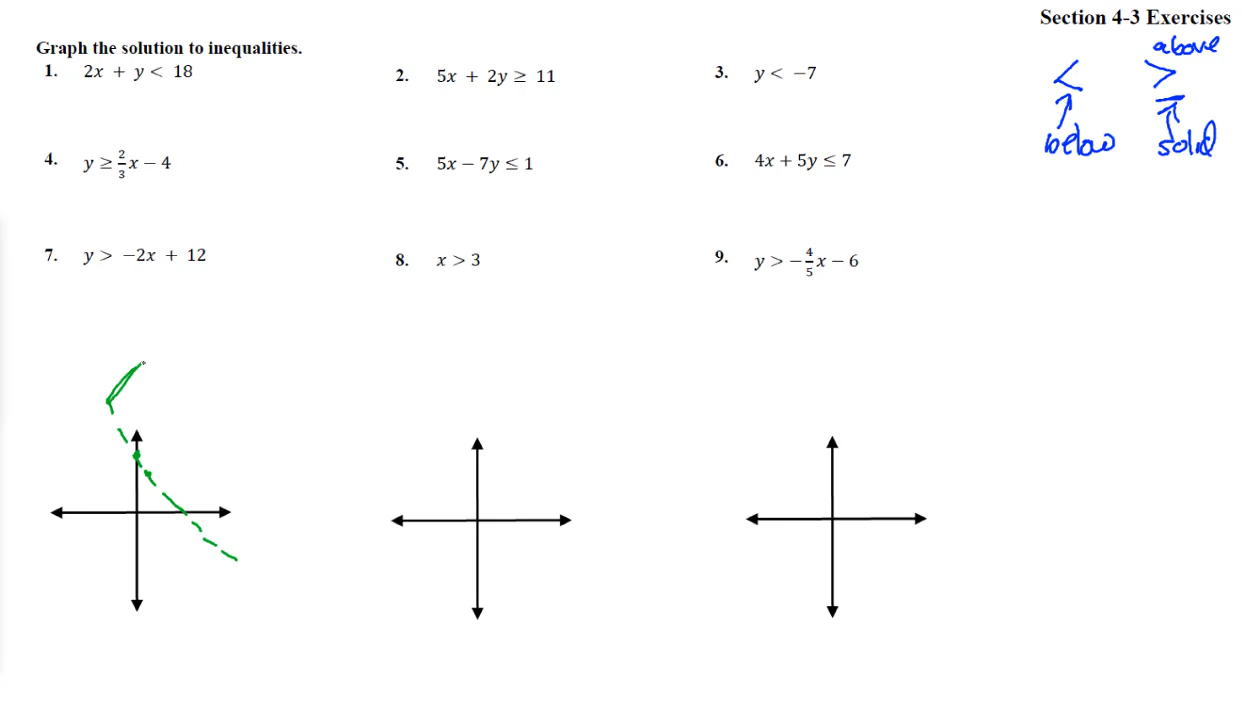 Section 4-3 Exercises
Graph the solution to inequalities.
above
< >
below solid
1. 2x + y < 18
2. 5x + 2y ≥ 11
3. y < −7
4. y ≥ 2/3 x − 4
5. 5x − 7y ≤ 1
6. 4x + 5y ≤ 7
7. y > −2x + 12
8. x > 3
9. y > −4/5 x − 6